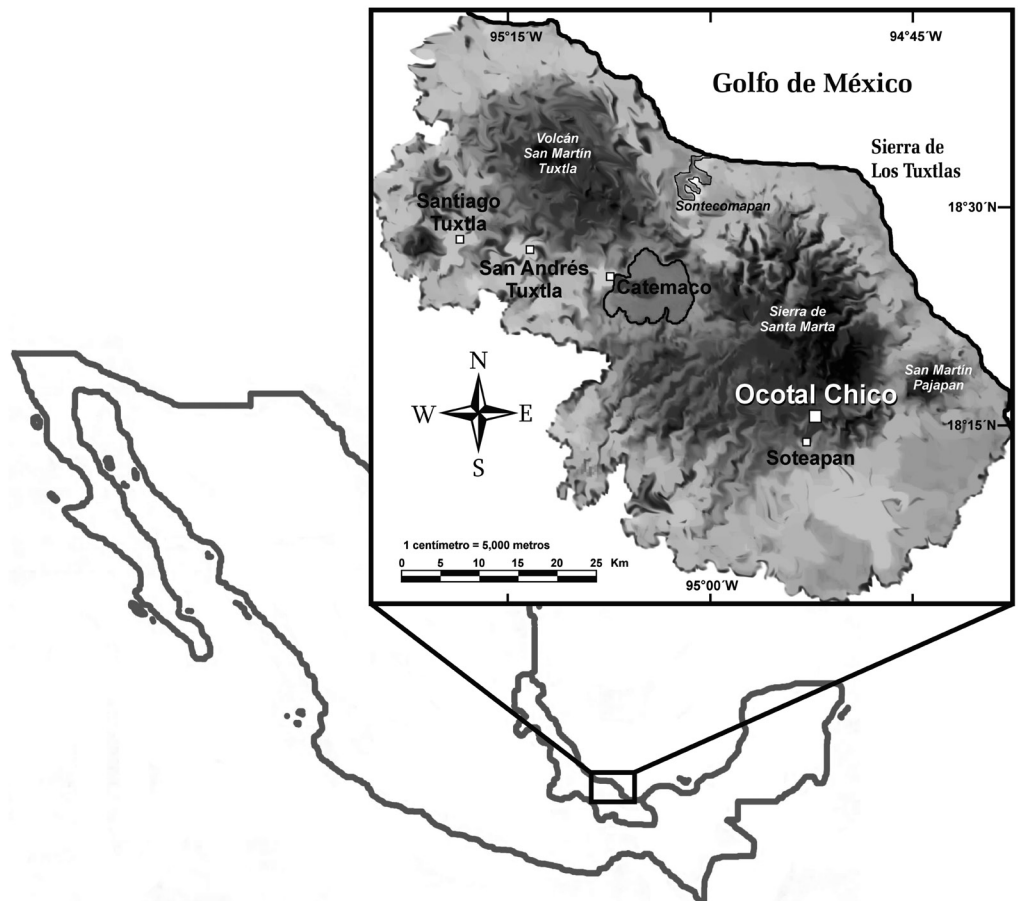 95°15´W
94°45´W
Golfo de México
Volcán
San Martín
Tuxtla
Sierra de
Los Tuxtlas
Santiago
Tuxtla
Sontecomapan
18°30´N
San Andrés
Tuxtla
Catemaco
Sierra de
Santa Marta
N
W
E
S
San Martín
Pajapan
Ocotal Chico
18°15´N
Soteapan
1 centímetro = 5,000 metros
0 5 10 15 20 25 Km
95°00´W